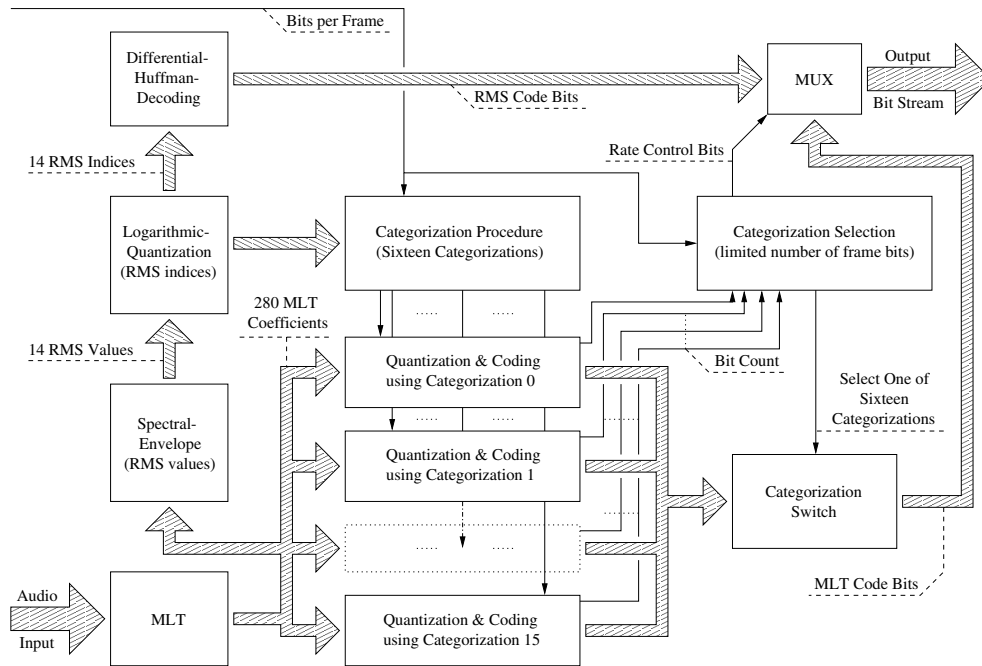 Bits per Frame
Differential-
Huffman-
Decoding
RMS Code Bits
MUX
Output
Bit Stream
14 RMS Indices
Rate Control Bits
Logarithmic-
Quantization
(RMS indices)
Categorization Procedure
(Sixteen Categorizations)
Categorization Selection
(limited number of frame bits)
280 MLT
Coefficients
14 RMS Values
Quantization & Coding
using Categorization 0
Bit Count
Select One of
Sixteen
Categorizations
Spectral-
Envelope
(RMS values)
Quantization & Coding
using Categorization 1
Categorization
Switch
MLT Code Bits
Audio
Input
MLT
Quantization & Coding
using Categorization 15